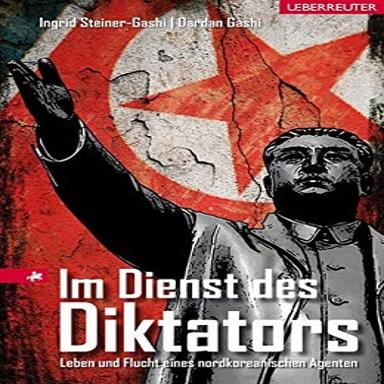 UEBERREUTER
Ingrid Steiner-Gashi | Dardan Gashi
Im Dienst des
Diktators
Leben und Flucht eines nordkoreanischen Agenten